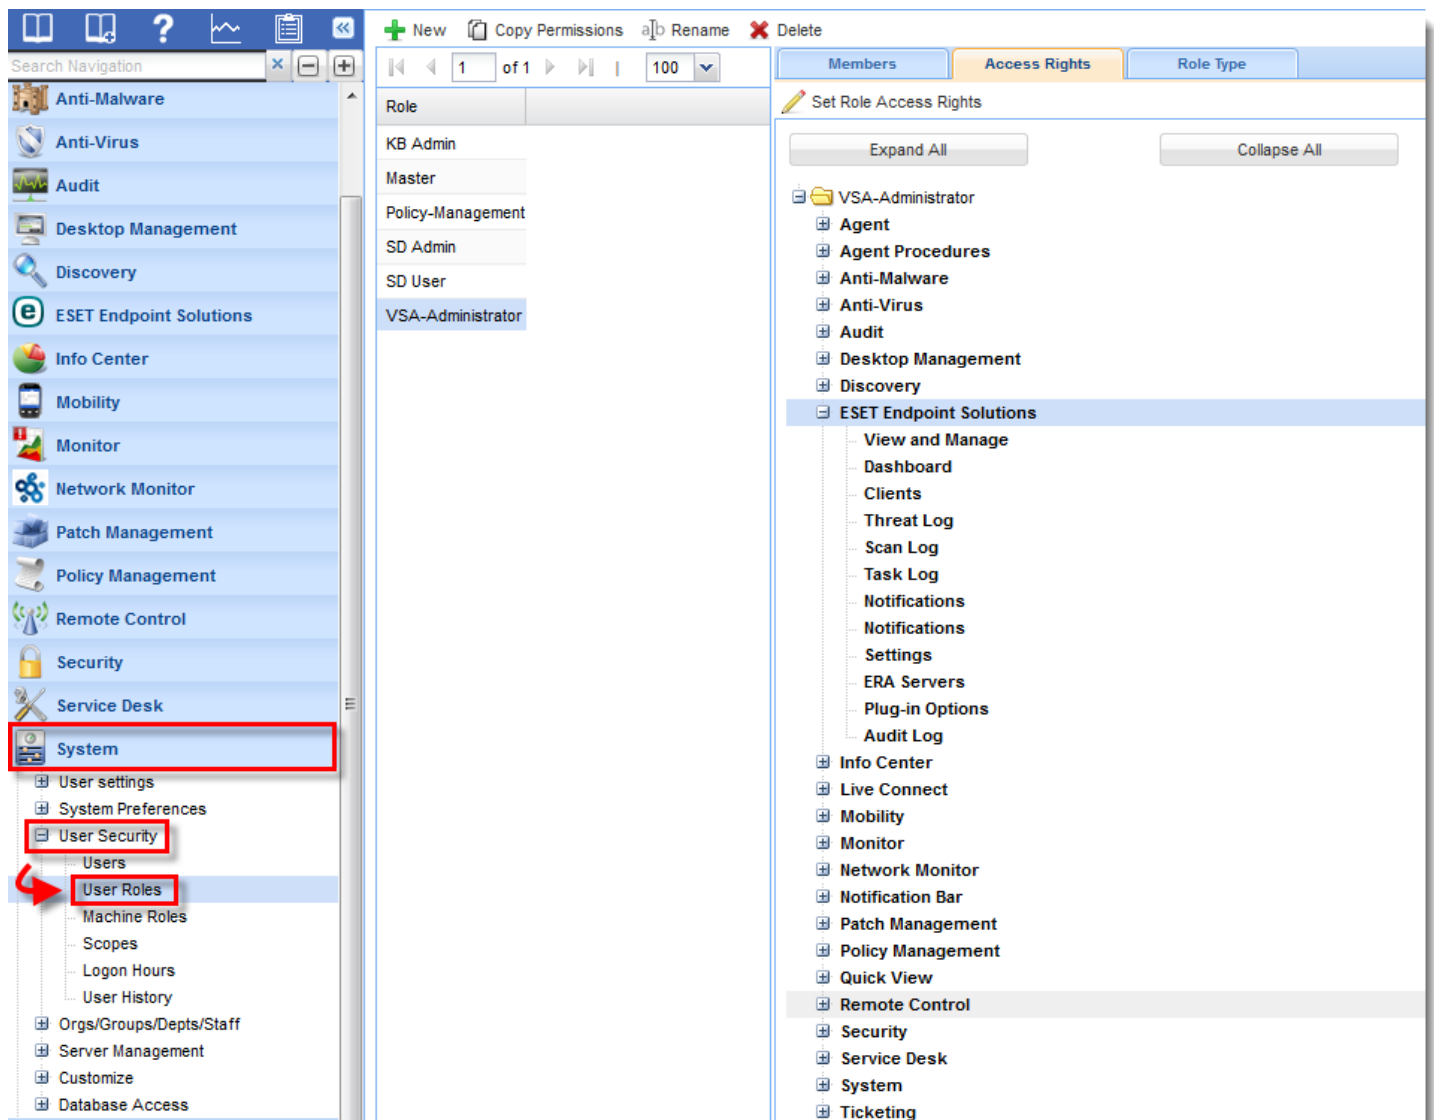 Search Navigation
Anti-Malware
Anti-Virus
Audit
Desktop Management
Discovery
ESET Endpoint Solutions
Info Center
Mobility
Monitor
Network Monitor
Patch Management
Policy Management
Remote Control
Security
Service Desk
System
User settings
System Preferences
User Security
Users
User Roles
Machine Roles
Scopes
Logon Hours
User History
Orgs/Groups/Depts/Staff
Server Management
Customize
Database Access
New Copy Permissions Rename Delete
1 of 1 100
Role
KB Admin
Master
Policy-Management
SD Admin
SD User
VSA-Administrator
Members Access Rights Role Type
Set Role Access Rights
Expand All Collapse All
VSA-Administrator
Agent
Agent Procedures
Anti-Malware
Anti-Virus
Audit
Desktop Management
Discovery
ESET Endpoint Solutions
View and Manage
Dashboard
Clients
Threat Log
Scan Log
Task Log
Notifications
Notifications
Settings
ERA Servers
Plug-in Options
Audit Log
Info Center
Live Connect
Mobility
Monitor
Network Monitor
Notification Bar
Patch Management
Policy Management
Quick View
Remote Control
Security
Service Desk
System
Ticketing